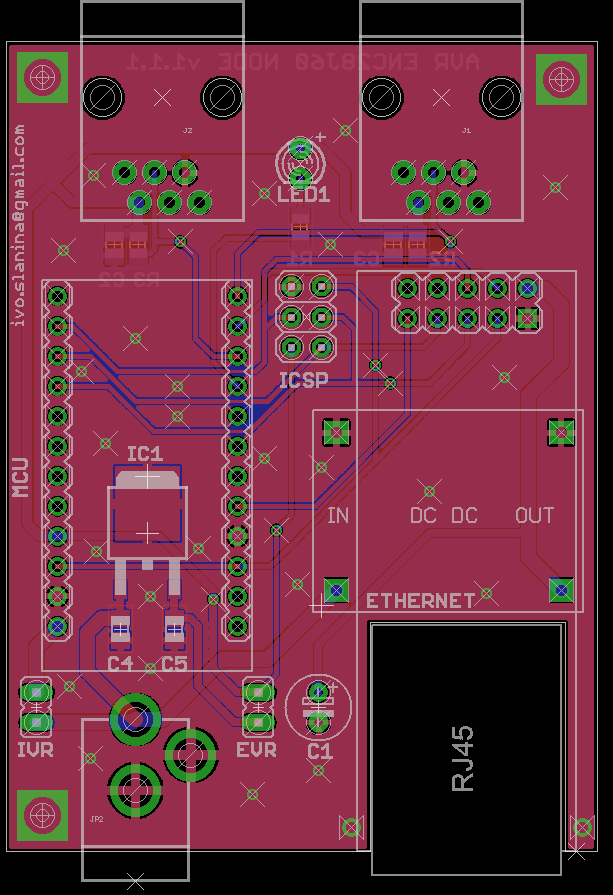 AVR ENC28J60 NODE v1.1.1
J2
J1
ivo.slanina@gmail.com
LED1
R3 C2
R1
C3
R2
ICSP
MCU
IC1
IN
DC DC
OUT
ETHERNET
C4
C5
IVR
EVR
C1
RJ45
JP2